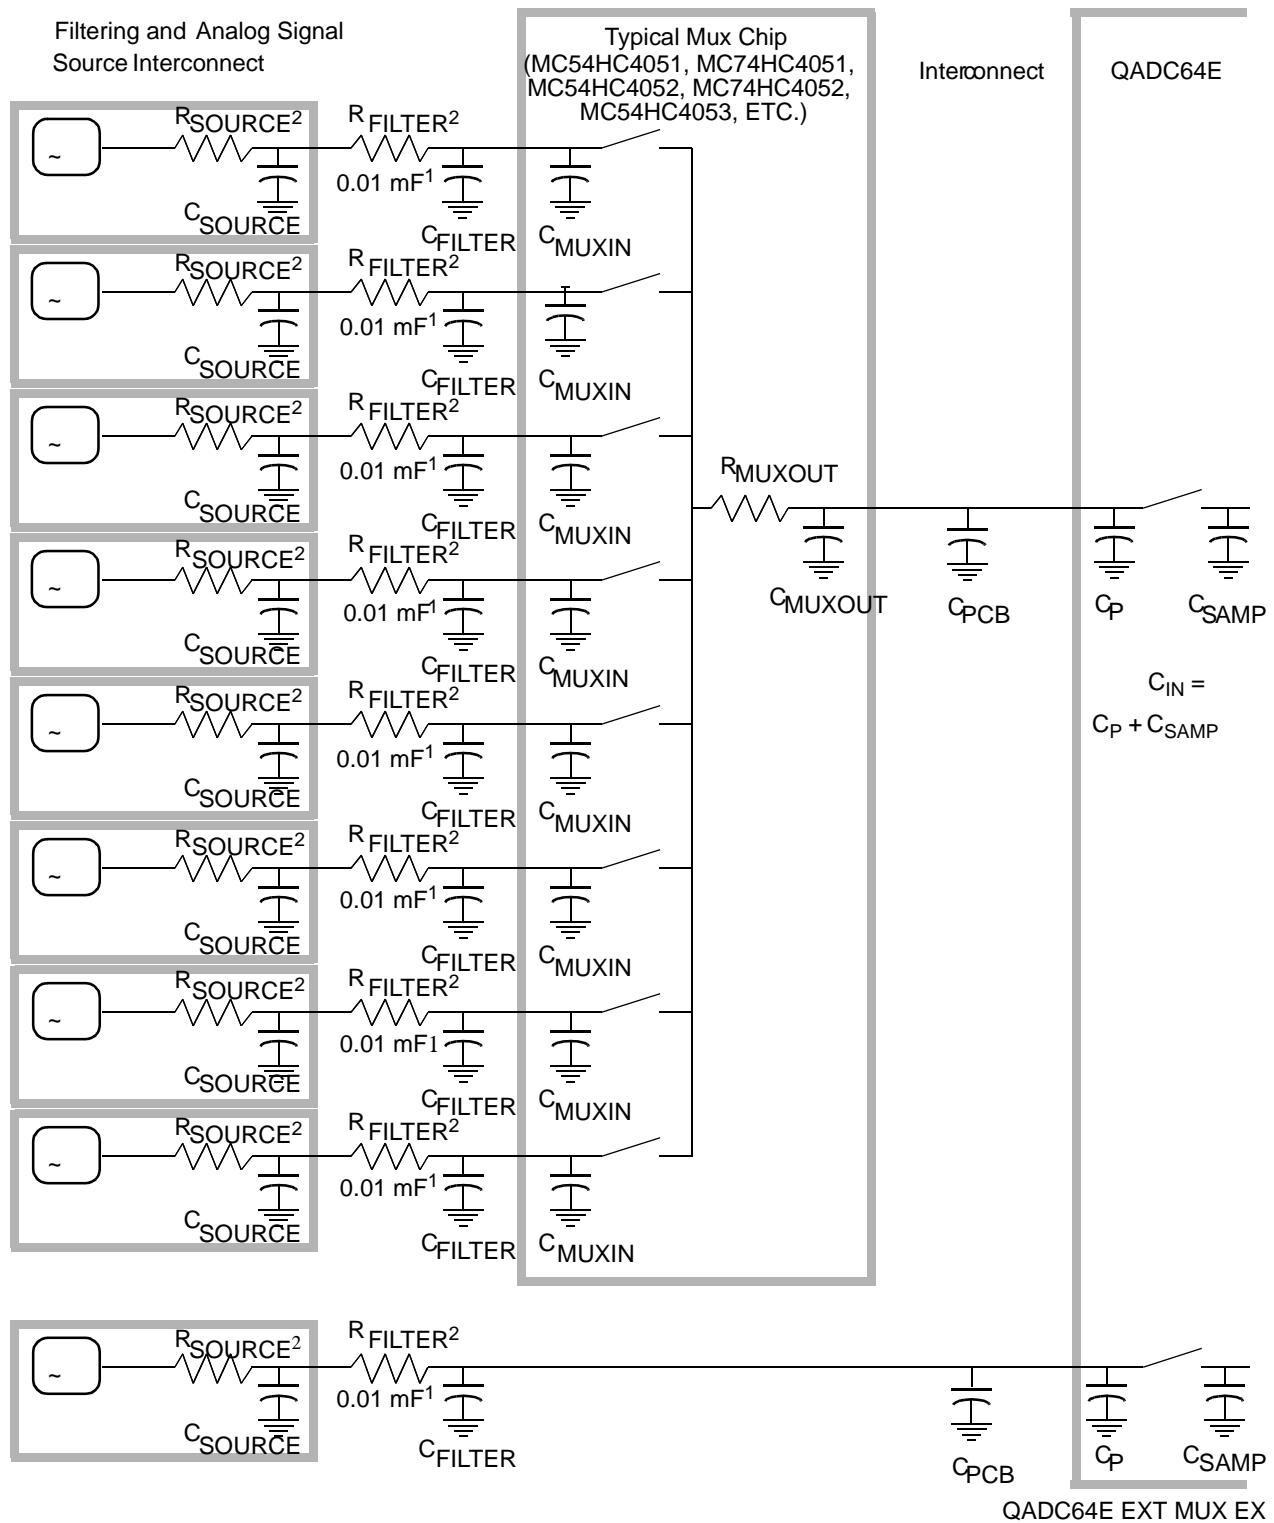 Filtering and Analog Signal
Source Interconnect
Typical Mux Chip
(MC54HC4051, MC74HC4051,
MC54HC4052, MC74HC4052,
MC54HC4053, ETC.)
Interconnect
QADC64E
~
RSOURCE2
RFILTER2
0.01 mF1
CSOURCE
CFILTER
CMUXIN
~
RSOURCE2
RFILTER2
0.01 mF1
CSOURCE
CFILTER
CMUXIN
~
RSOURCE2
RFILTER2
0.01 mF1
CSOURCE
CFILTER
CMUXIN
RMUXOUT
CMUXOUT
CPCB
CP
CSAMP
~
RSOURCE2
RFILTER2
0.01 mF1
CSOURCE
CFILTER
CMUXIN
CIN =
CP + CSAMP
~
RSOURCE2
RFILTER2
0.01 mF1
CSOURCE
CFILTER
CMUXIN
~
RSOURCE2
RFILTER2
0.01 mF1
CSOURCE
CFILTER
CMUXIN
~
RSOURCE2
RFILTER2
0.01 mF1
CSOURCE
CFILTER
CMUXIN
~
RSOURCE2
RFILTER2
0.01 mF1
CSOURCE
CFILTER
CMUXIN
~
RSOURCE2
RFILTER2
0.01 mF1
CSOURCE
CFILTER
CPCB
CP
CSAMP
QADC64E EXT MUX EX